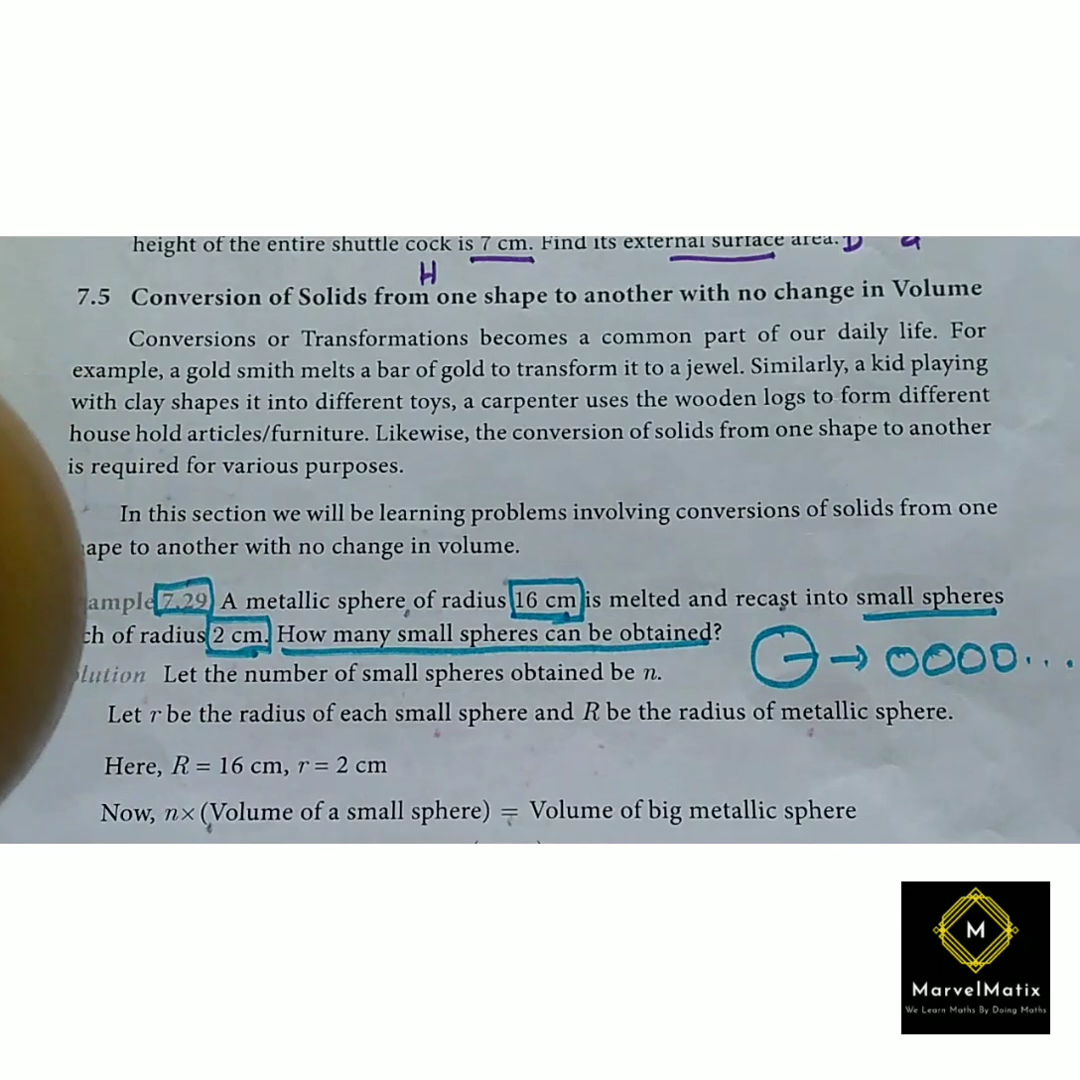 height of the entire shuttle cock is 7 cm. Find its external surface area. D
H
7.5 Conversion of Solids from one shape to another with no change in Volume
Conversions or Transformations becomes a common part of our daily life. For
example, a gold smith melts a bar of gold to transform it to a jewel. Similarly, a kid playing
with clay shapes it into different toys, a carpenter uses the wooden logs to form different
house hold articles/furniture. Likewise, the conversion of solids from one shape to another
is required for various purposes.
In this section we will be learning problems involving conversions of solids from one
ape to another with no change in volume.
ample 7.29 A metallic sphere of radius 16 cm is melted and recast into small spheres
ch of radius 2 cm. How many small spheres can be obtained?
lution Let the number of small spheres obtained be n.
Let r be the radius of each small sphere and R be the radius of metallic sphere.
Here, R = 16 cm, r = 2 cm
Now, n× (Volume of a small sphere) = Volume of big metallic sphere
M
MarvelMatix
We Learn Maths By Doing Maths